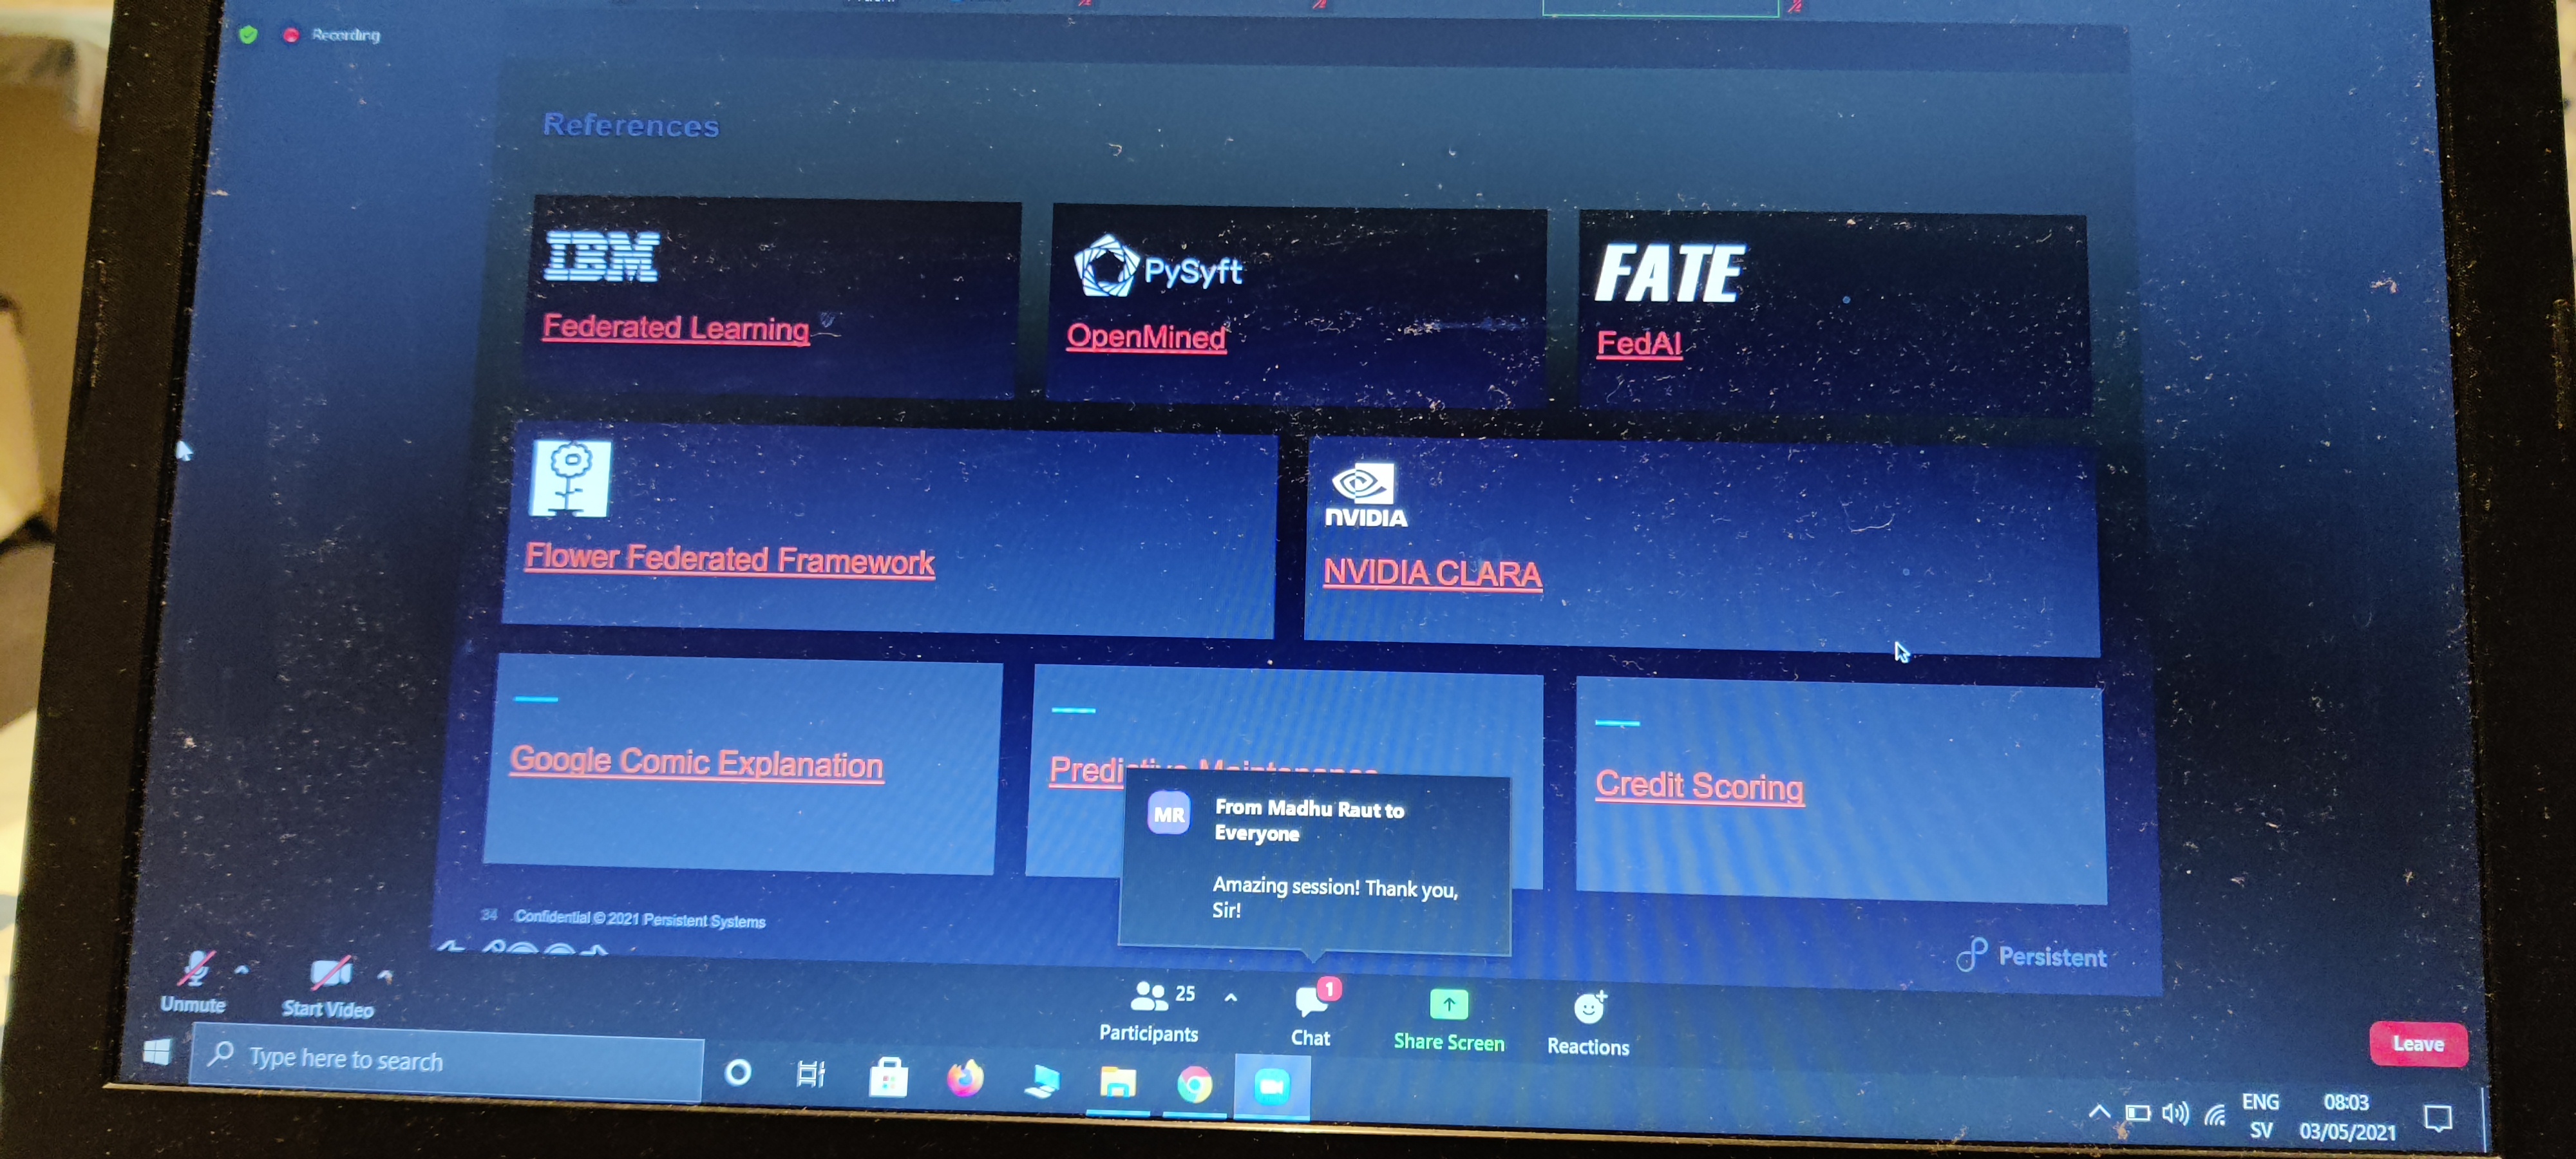 Recording
References
IBM
Federated Learning
PySyft
OpenMined
FATE
FedAI
Flower Federated Framework
NVIDIA
NVIDIA CLARA
Google Comic Explanation
Predictive Maintenance
Credit Scoring
MR
From Madhu Raut to
Everyone
Amazing session! Thank you,
Sir!
34 Confidential © 2021 Persistent Systems
Persistent
Unmute
Start Video
25
Participants
1
Chat
Share Screen
Reactions
Leave
Type here to search
ENG
SV
08:03
03/05/2021